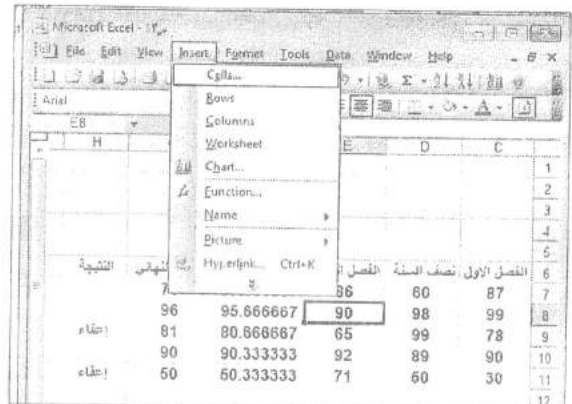 Microsoft Excel -
File Edit View Insert Format Tools Data Window Help
Arial
E8
Cells...
Rows
Columns
Worksheet
Chart...
Function...
Name
Picture
Hyperlink... Ctrl+K
H E D C
1
2
3
4
5
الفصل الاول نصف السنة الفصل النتيجة 6
87 60 86 7
99 98 90 95.666667 96 8
78 99 65 80.666667 81 إعفاء 9
90 89 92 90.333333 90 10
30 60 71 50.333333 50 إعفاء 11
12